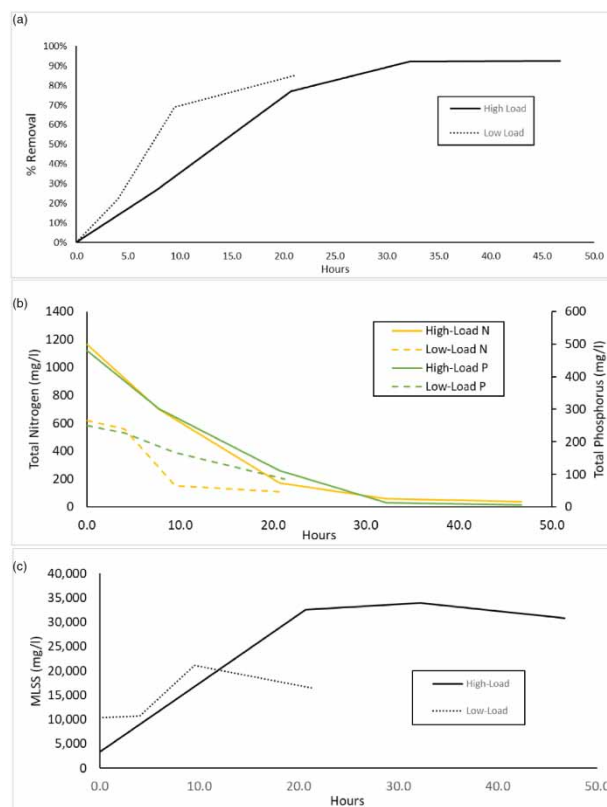 (a)
100%
90%
80%
70%
60%
50%
40%
30%
20%
10%
0%
% Removal
High Load
Low Load
0.0 5.0 10.0 15.0 20.0 25.0 30.0 35.0 40.0 45.0 50.0
Hours
(b)
1400
1200
1000
800
600
400
200
0
Total Nitrogen (mg/l)
High-Load N
Low-Load N
High-Load P
Low-Load P
600
500
400
300
200
100
0
Total Phosphorus (mg/l)
0.0 10.0 20.0 30.0 40.0 50.0
Hours
(c)
40,000
35,000
30,000
25,000
20,000
15,000
10,000
5,000
0
MLSS (mg/l)
High-Load
Low-Load
0.0 10.0 20.0 30.0 40.0 50.0
Hours